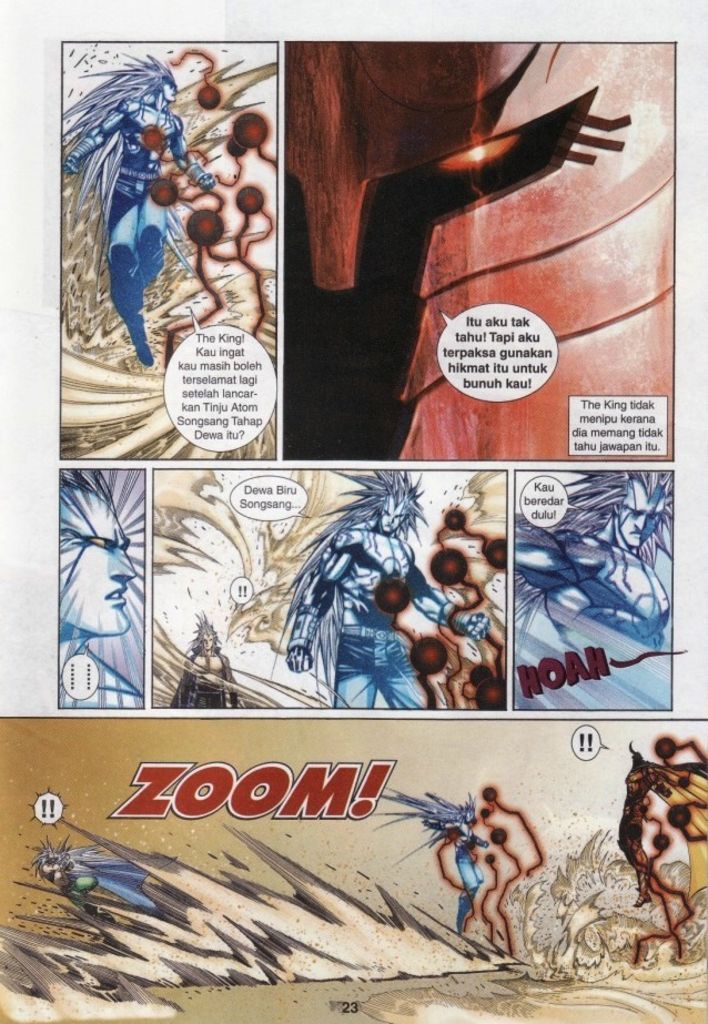 The King!
Kau ingat
kau masih boleh
terselamat lagi
setelah lancar-
kan Tinju Atom
Songsang Tahap
Dewa itu?
Itu aku tak
tahu! Tapi aku
terpaksa gunakan
hikmat itu untuk
bunuh kau!
The King tidak
menipu kerana
dia memang tidak
tahu jawapan itu.
......
Dewa Biru
Songsang...
!!
Kau
beredar
dulu!
HOAH
ZOOM!
!!
!!
23